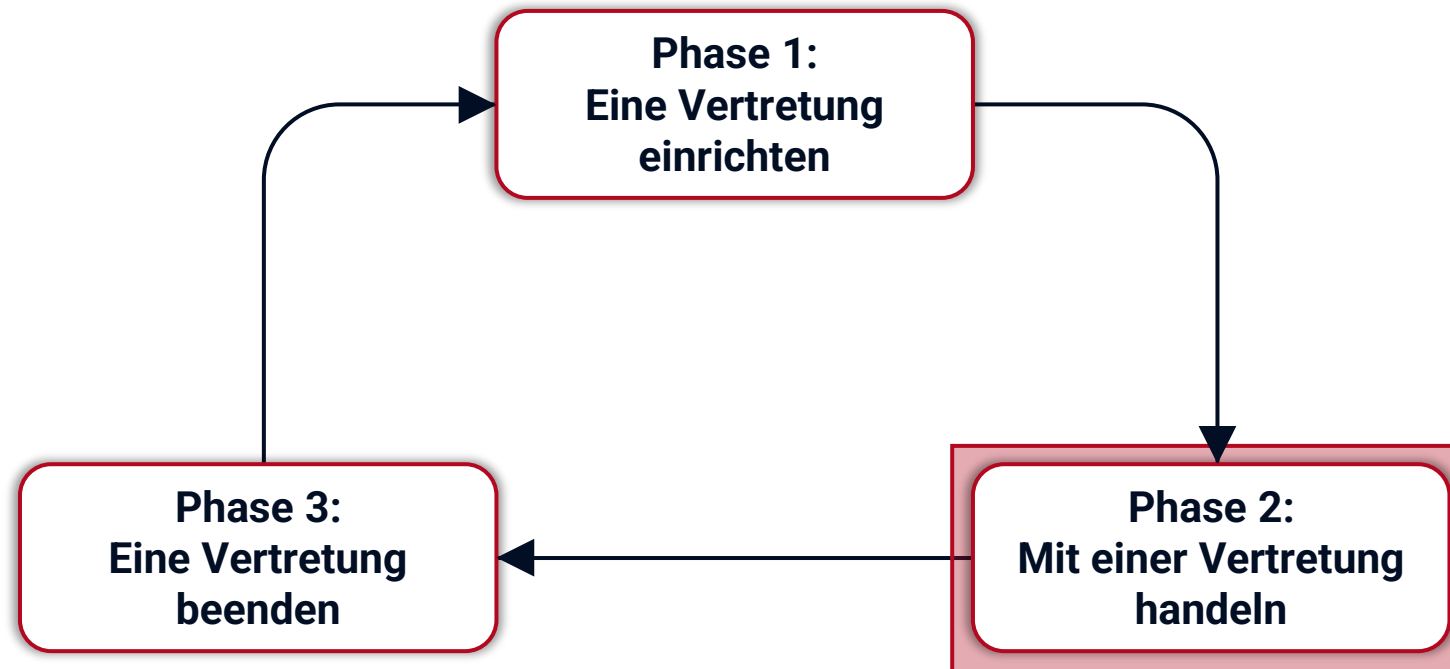 Phase 1:
Eine Vertretung
einrichten
Phase 3:
Eine Vertretung
beenden
Phase 2:
Mit einer Vertretung
handeln